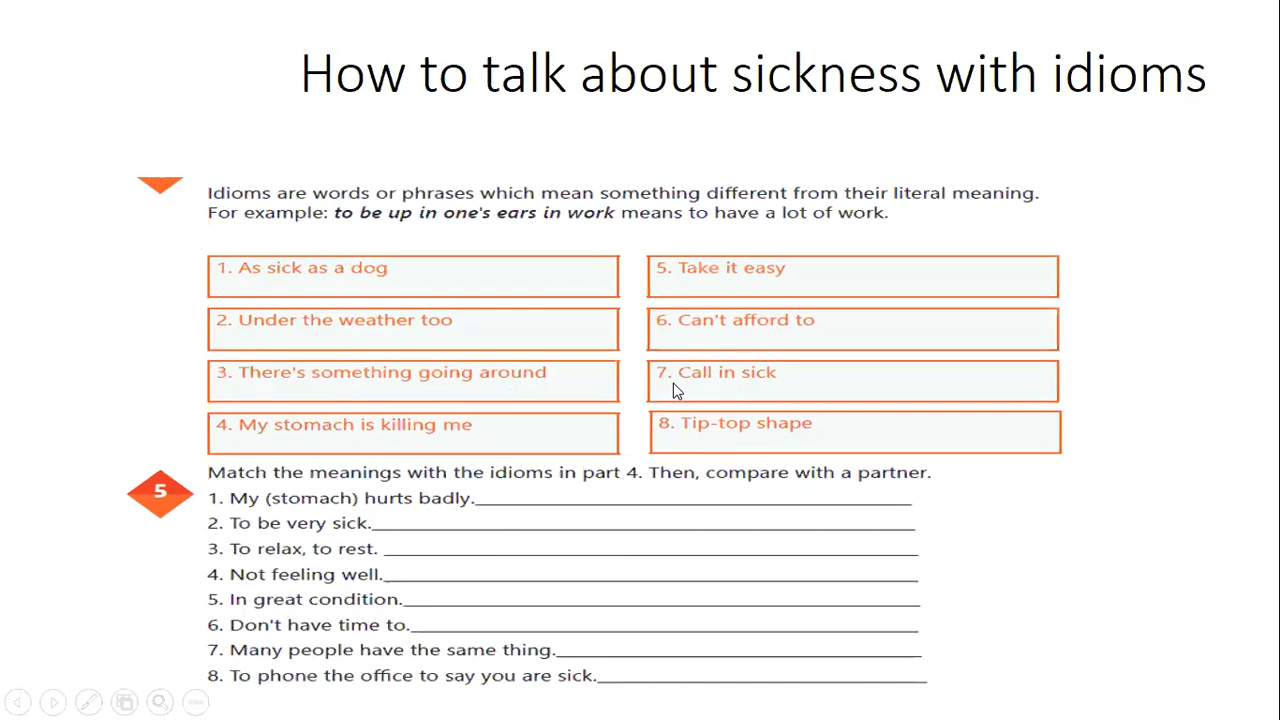 How to talk about sickness with idioms
Idioms are words or phrases which mean something different from their literal meaning.
For example: to be up in one's ears in work means to have a lot of work.
1. As sick as a dog
2. Under the weather too
3. There's something going around
4. My stomach is killing me
5. Take it easy
6. Can't afford to
7. Call in sick
8. Tip-top shape
5
Match the meanings with the idioms in part 4. Then, compare with a partner.
1. My (stomach) hurts badly.
2. To be very sick.
3. To relax, to rest.
4. Not feeling well.
5. In great condition.
6. Don't have time to.
7. Many people have the same thing.
8. To phone the office to say you are sick.